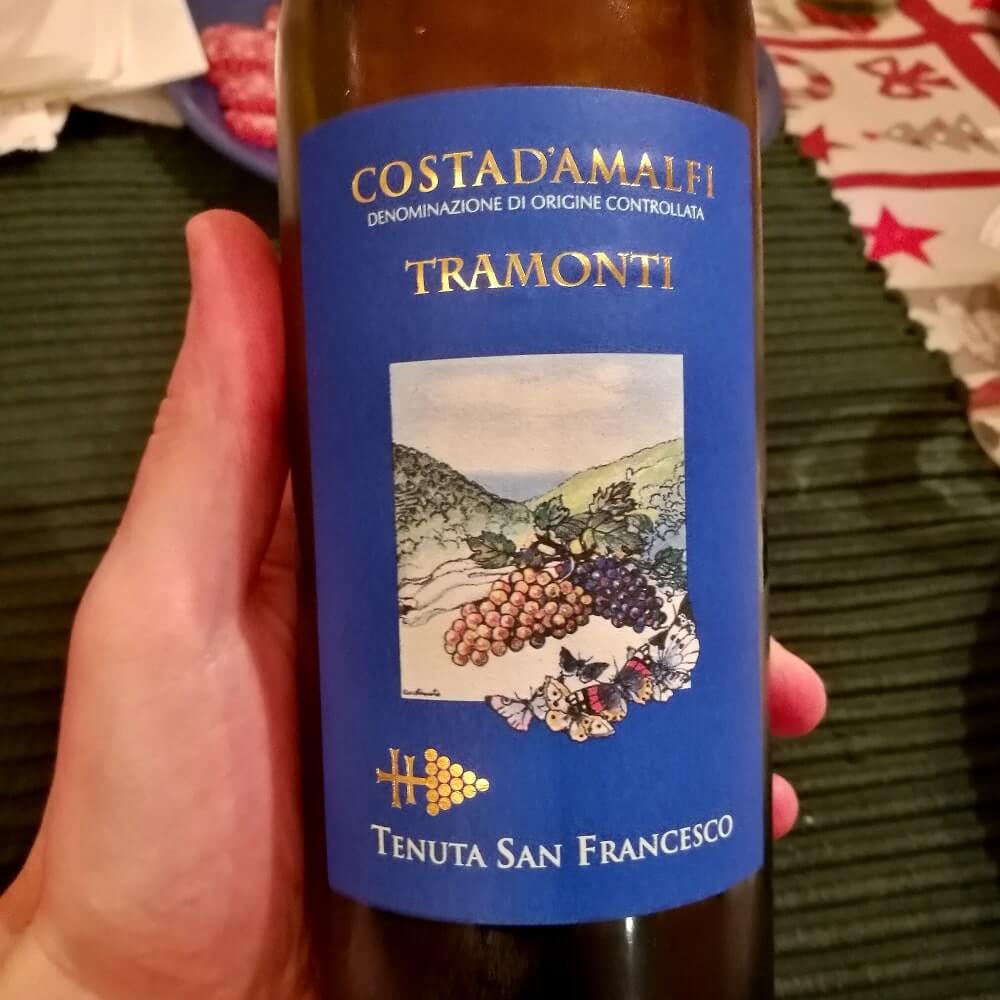 COSTA D'AMALFI
DENOMINAZIONE DI ORIGINE CONTROLLATA
TRAMONTI
TENUTA SAN FRANCESCO